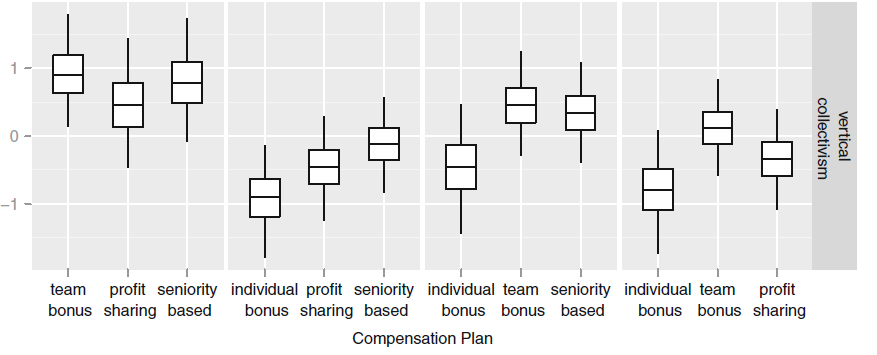 1
0
−1
vertical
collectivism
team profit seniority individual profit seniority individual team seniority individual team profit
bonus sharing based bonus sharing based bonus bonus based bonus bonus sharing
Compensation Plan